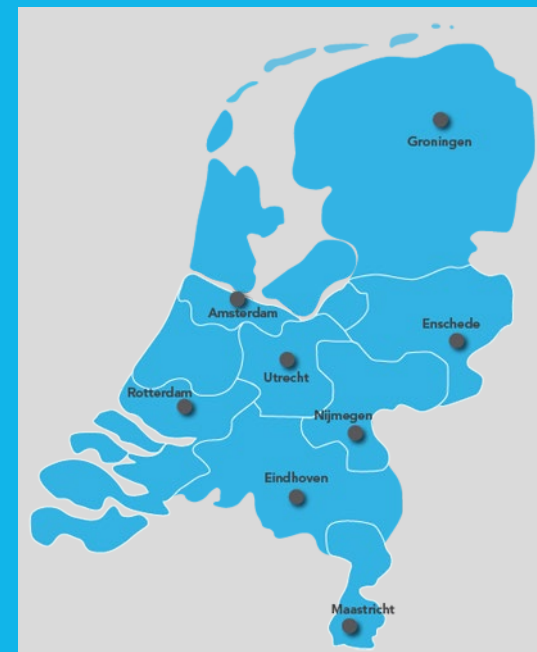 Groningen
Amsterdam
Enschede
Utrecht
Rotterdam
Nijmegen
Eindhoven
Maastricht